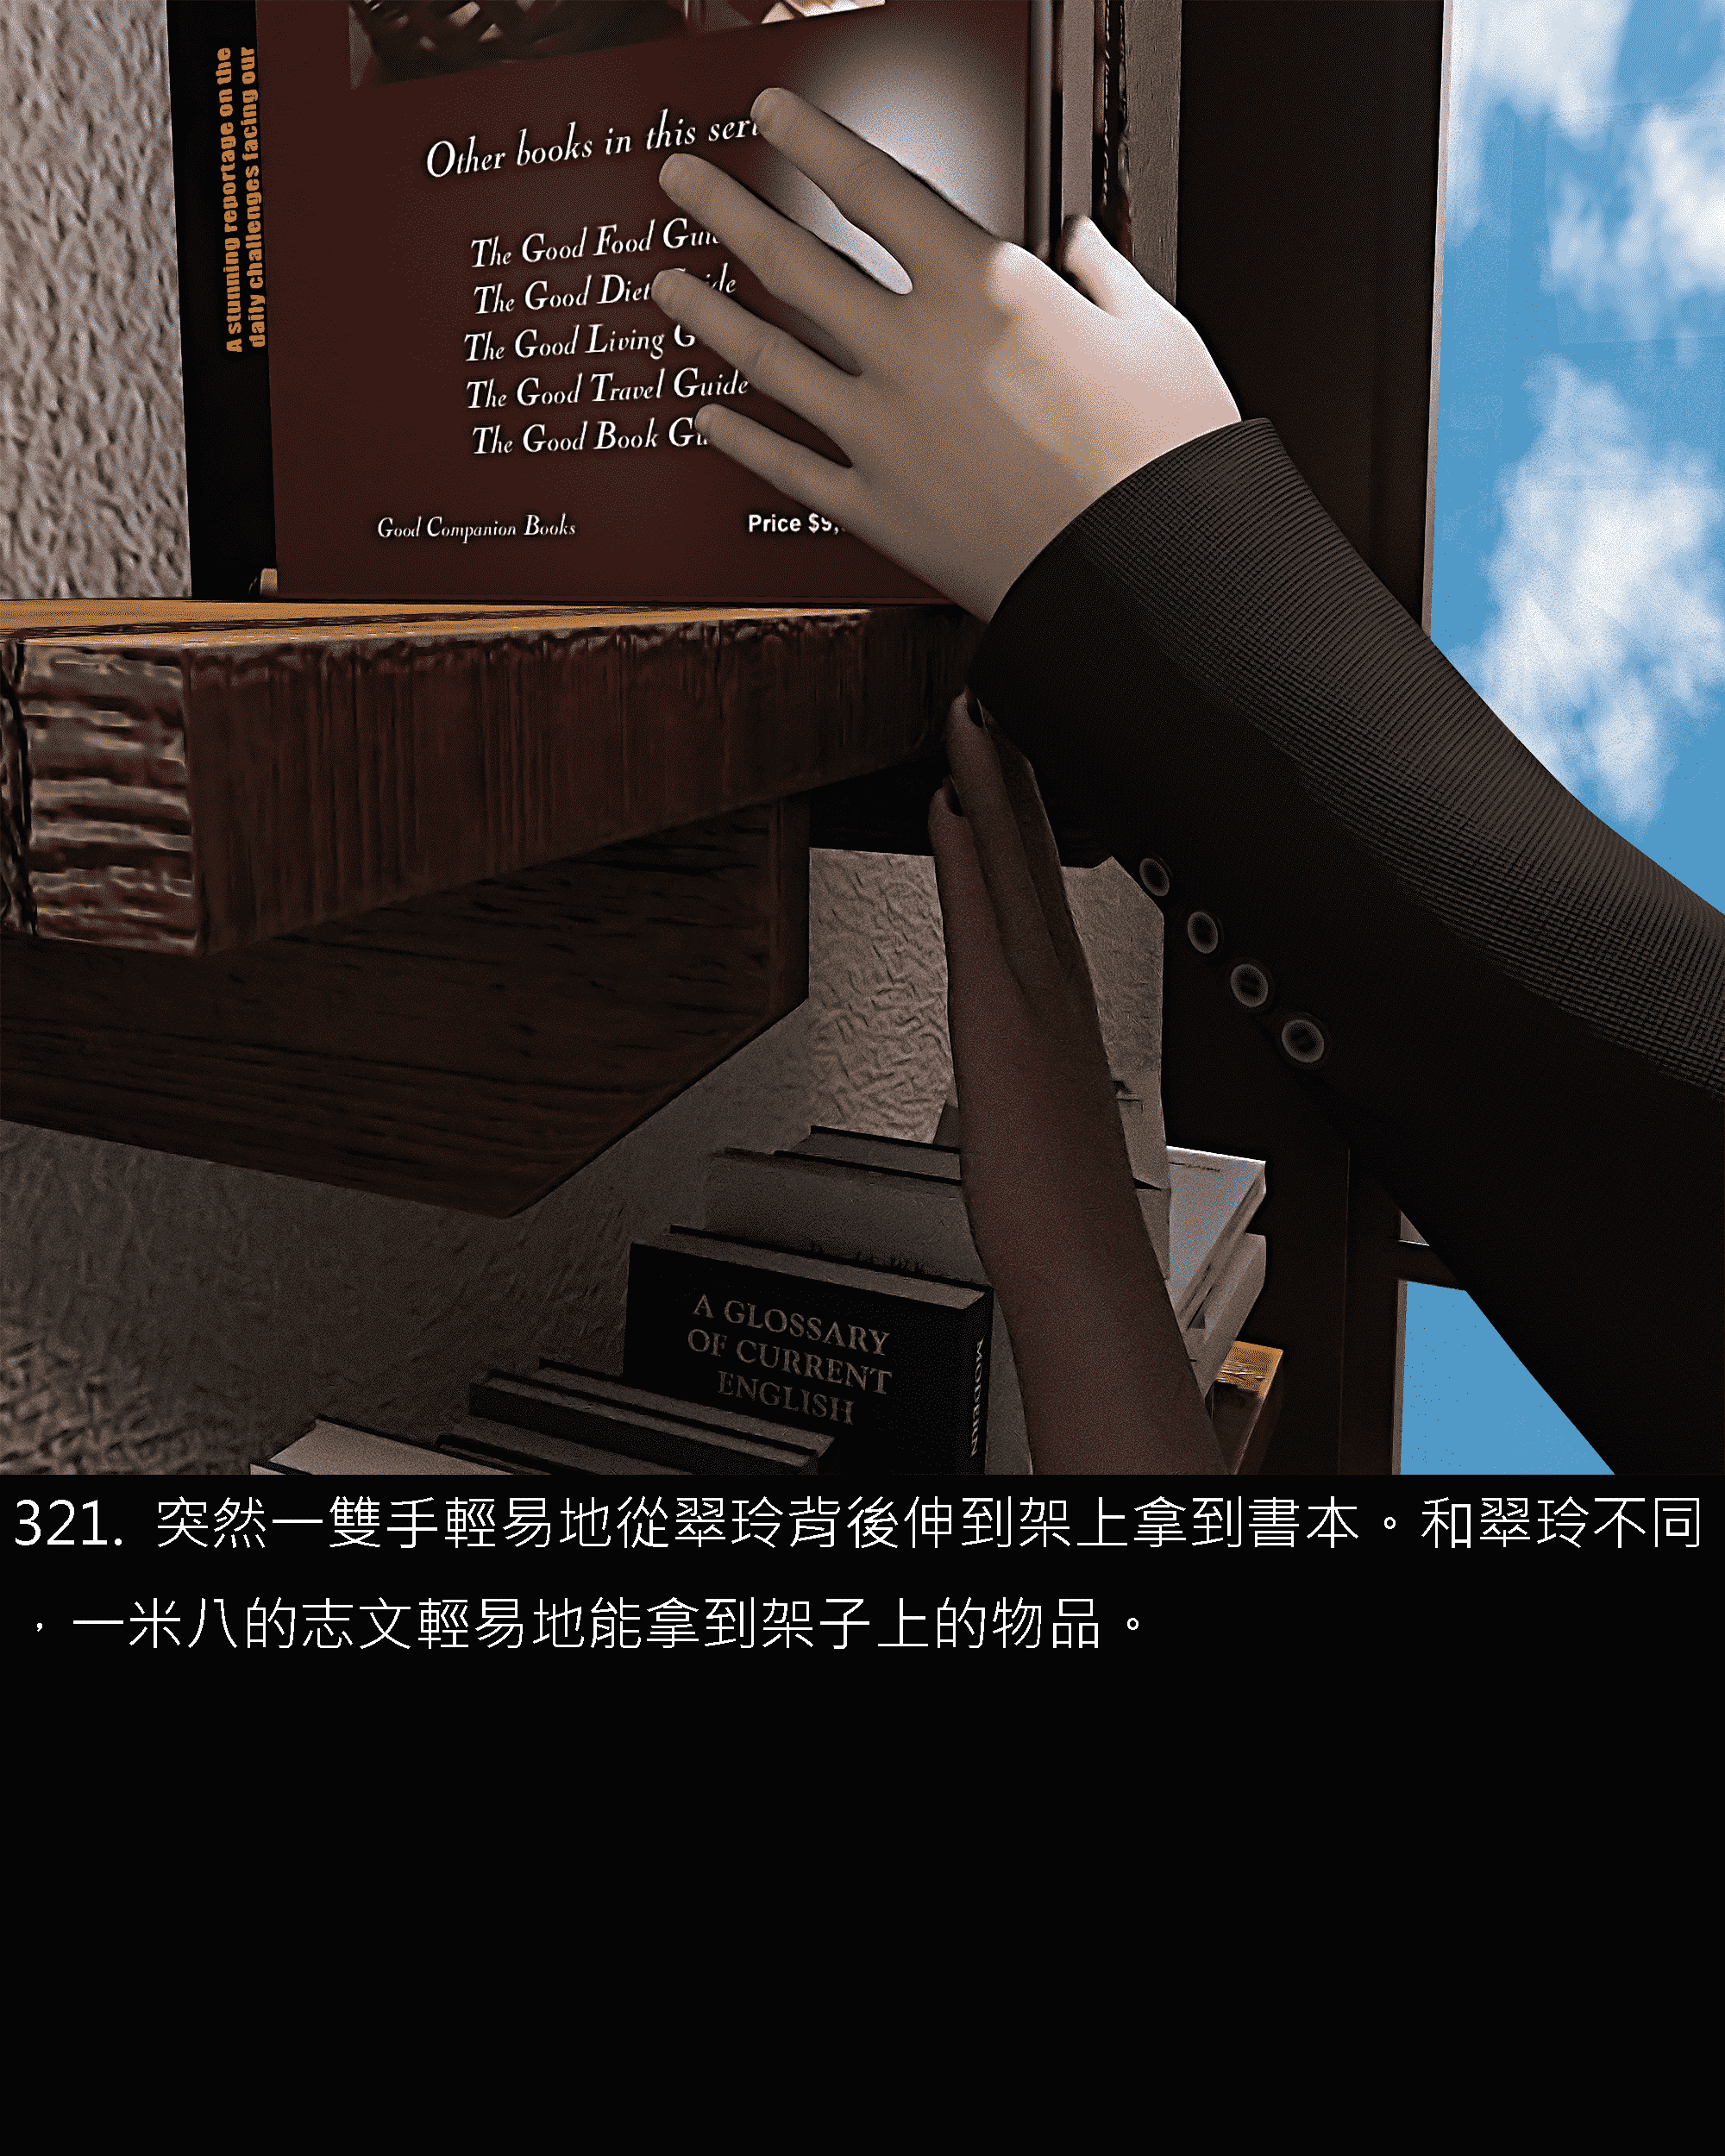 A stunning reportage on the
daily challenges facing our
Other books in this
The Good Food
The Good Diet
The Good Living
The Good Travel Guide
The Good Book
Good Companion Books
Price
A GLOSSARY
OF CURRENT
ENGLISH
MODERN
321. 突然一雙手輕易地從翠玲背後伸到架上拿到書本。和翠玲不同
，一米八的志文輕易地能拿到架子上的物品。